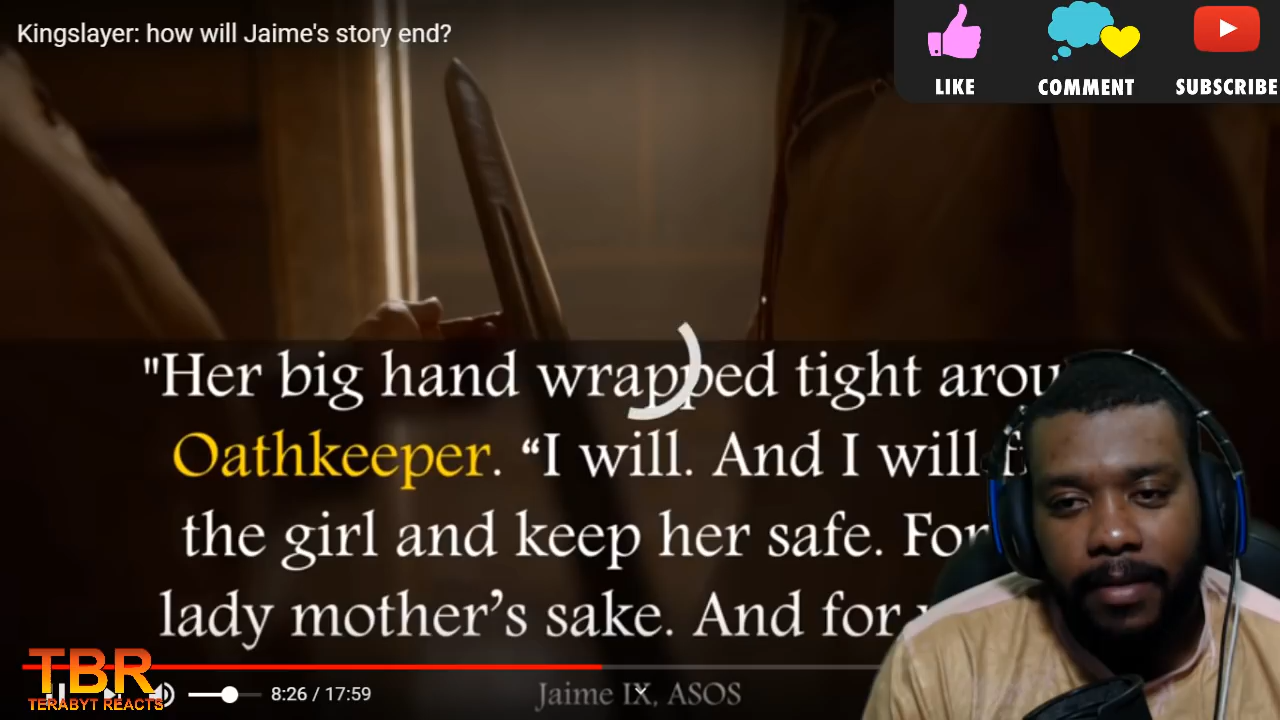 Kingslayer: how will Jaime's story end?
LIKE
COMMENT
SUBSCRIBE
"Her big hand wrapped tight
Oathkeeper. “I will. And I will
the girl and keep her safe. For
lady mother’s sake. And for
TBR
TERABYT REACTS
8:26 / 17:59
Jaime IX, ASOS